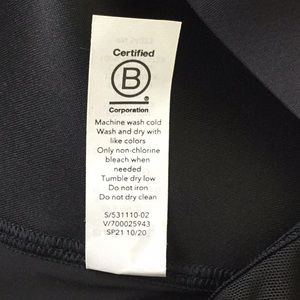 Certified
B
Corporation
Machine wash cold
Wash and dry with
like colors
Only non-chlorine
bleach when
needed
Tumble dry low
Do not iron
Do not dry clean
S/531110-02
V/700025943
SP21 10/20